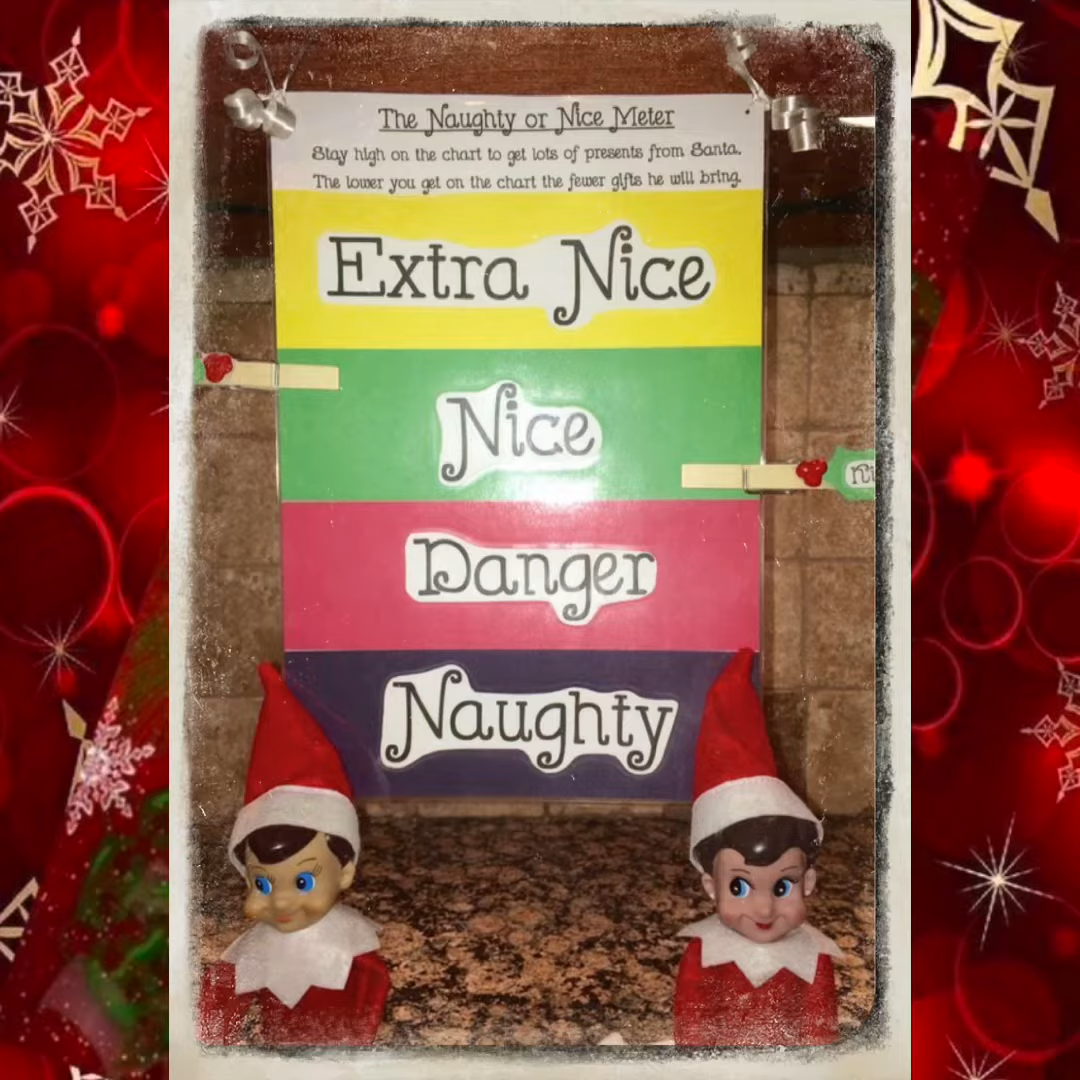 The Naughty or Nice Meter
Stay high on the chart to get lots of presents from Santa.
The lower you get on the chart the fewer gifts he will bring.
Extra Nice
Nice
Danger
Naughty